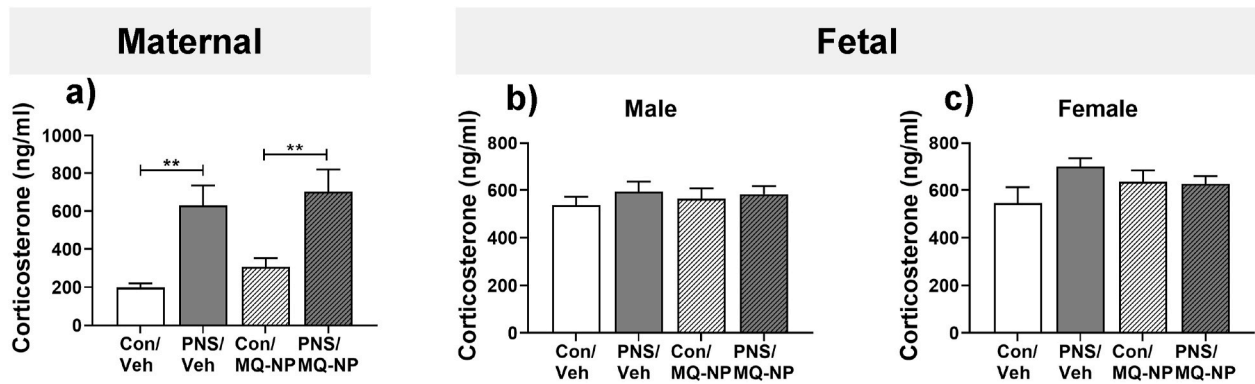 Maternal
Fetal
a)
Corticosterone (ng/ml)
1000
800
600
400
200
0
**
**
Con/ PNS/ Con/ PNS/
Veh Veh MQ-NP MQ-NP
b)
Male
Corticosterone (ng/ml)
800
600
400
200
0
Con/ PNS/ Con/ PNS/
Veh Veh MQ-NP MQ-NP
c)
Female
Corticosterone (ng/ml)
800
600
400
200
0
Con/ PNS/ Con/ PNS/
Veh Veh MQ-NP MQ-NP